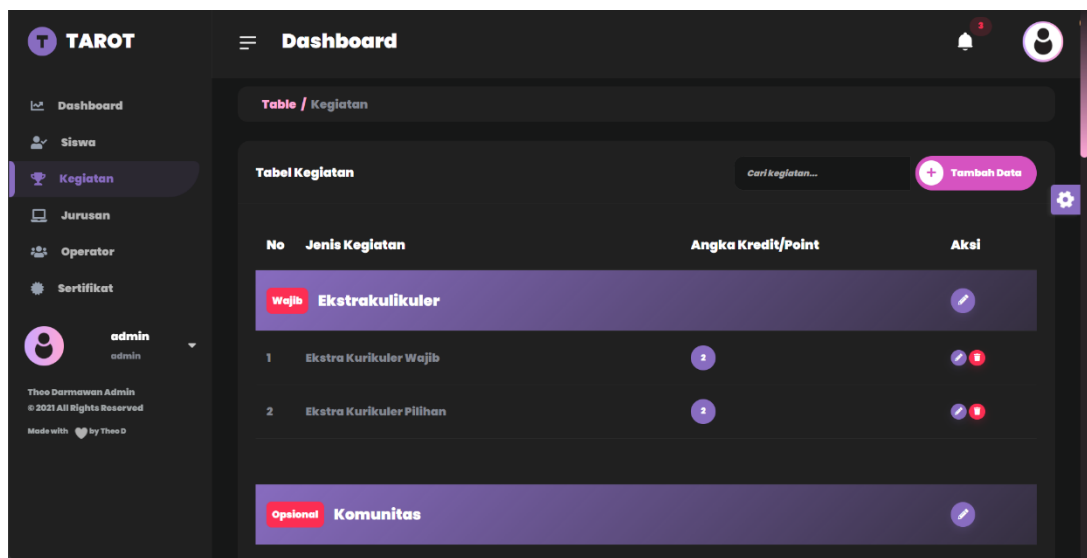 T TAROT
Dashboard
3
Dashboard
Siswa
Kegiatan
Jurusan
Operator
Sertifikat
admin
admin
Theo Darmawan Admin
© 2021 All Rights Reserved
Made with by Theo D
Table / Kegiatan
Tabel Kegiatan
Cari kegiatan...
+ Tambah Data
No Jenis Kegiatan Angka Kredit/Point Aksi
Wajib Ekstrakulikuler
1 Ekstra Kurikuler Wajib 2
2 Ekstra Kurikuler Pilihan 2
Opsional Komunitas